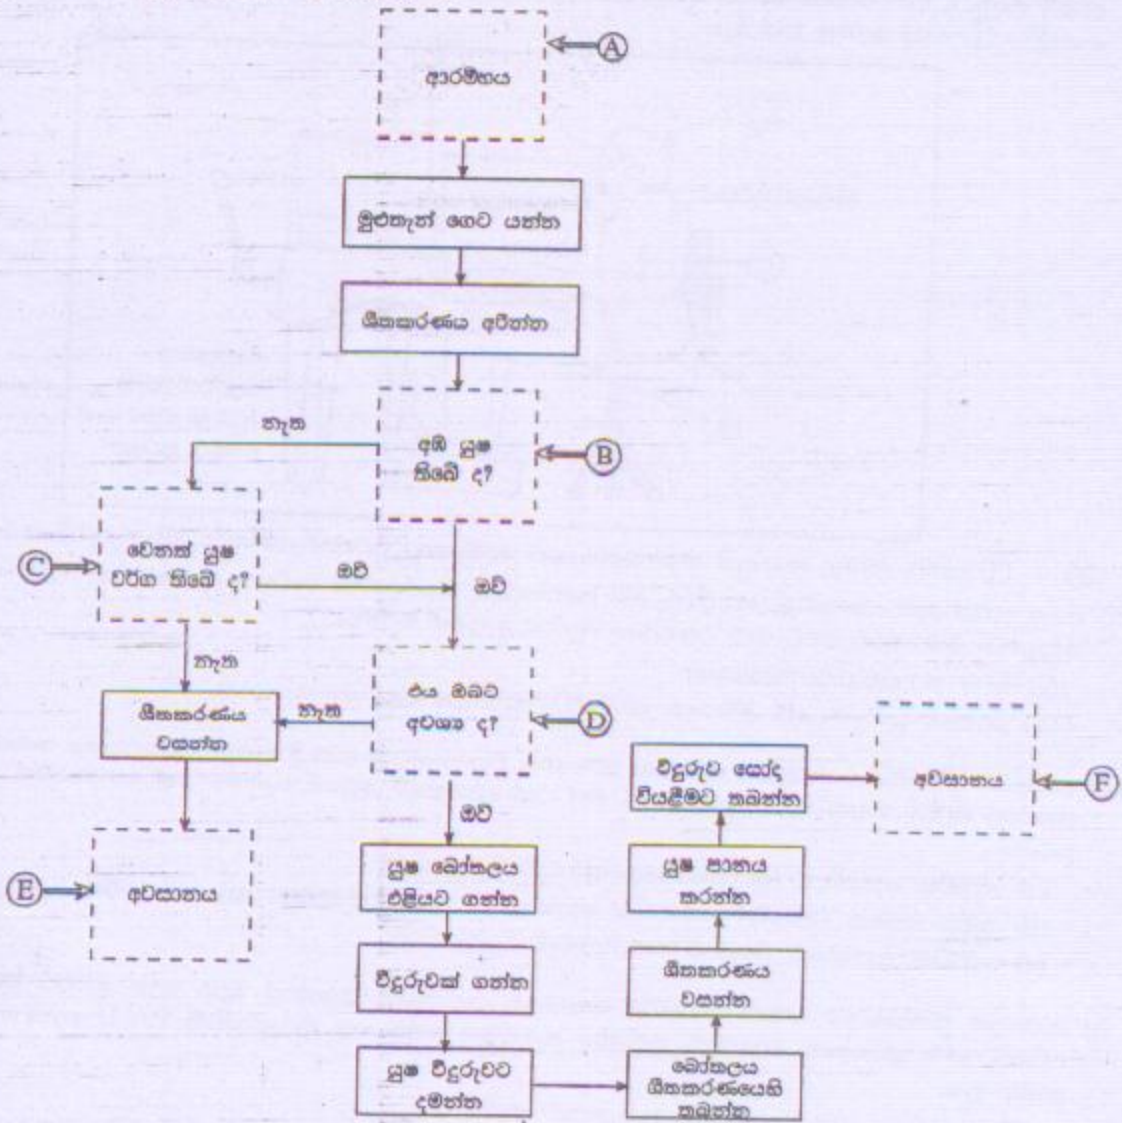 ආරම්භය
A
මුළුතැන් ගෙට යන්න
ශීතකරණය අරින්න
නැත
අඹ යුෂ
තිබේ ද?
B
C
වෙනත් යුෂ
වර්ග තිබේ ද?
ඔව්
ඔව්
නැත
එය ඔබට
අවශ්‍ය ද?
D
නැත
ශීතකරණය
වසන්න
වීදුරුව සෝදා
වියළීමට තබන්න
අවසානය
F
ඔව්
E
අවසානය
යුෂ බෝතලය
එළියට ගන්න
යුෂ පානය
කරන්න
වීදුරුවක් ගන්න
ශීතකරණය
වසන්න
යුෂ වීදුරුවට
දමන්න
බෝතලය
ශීතකරණයෙහි
තබන්න